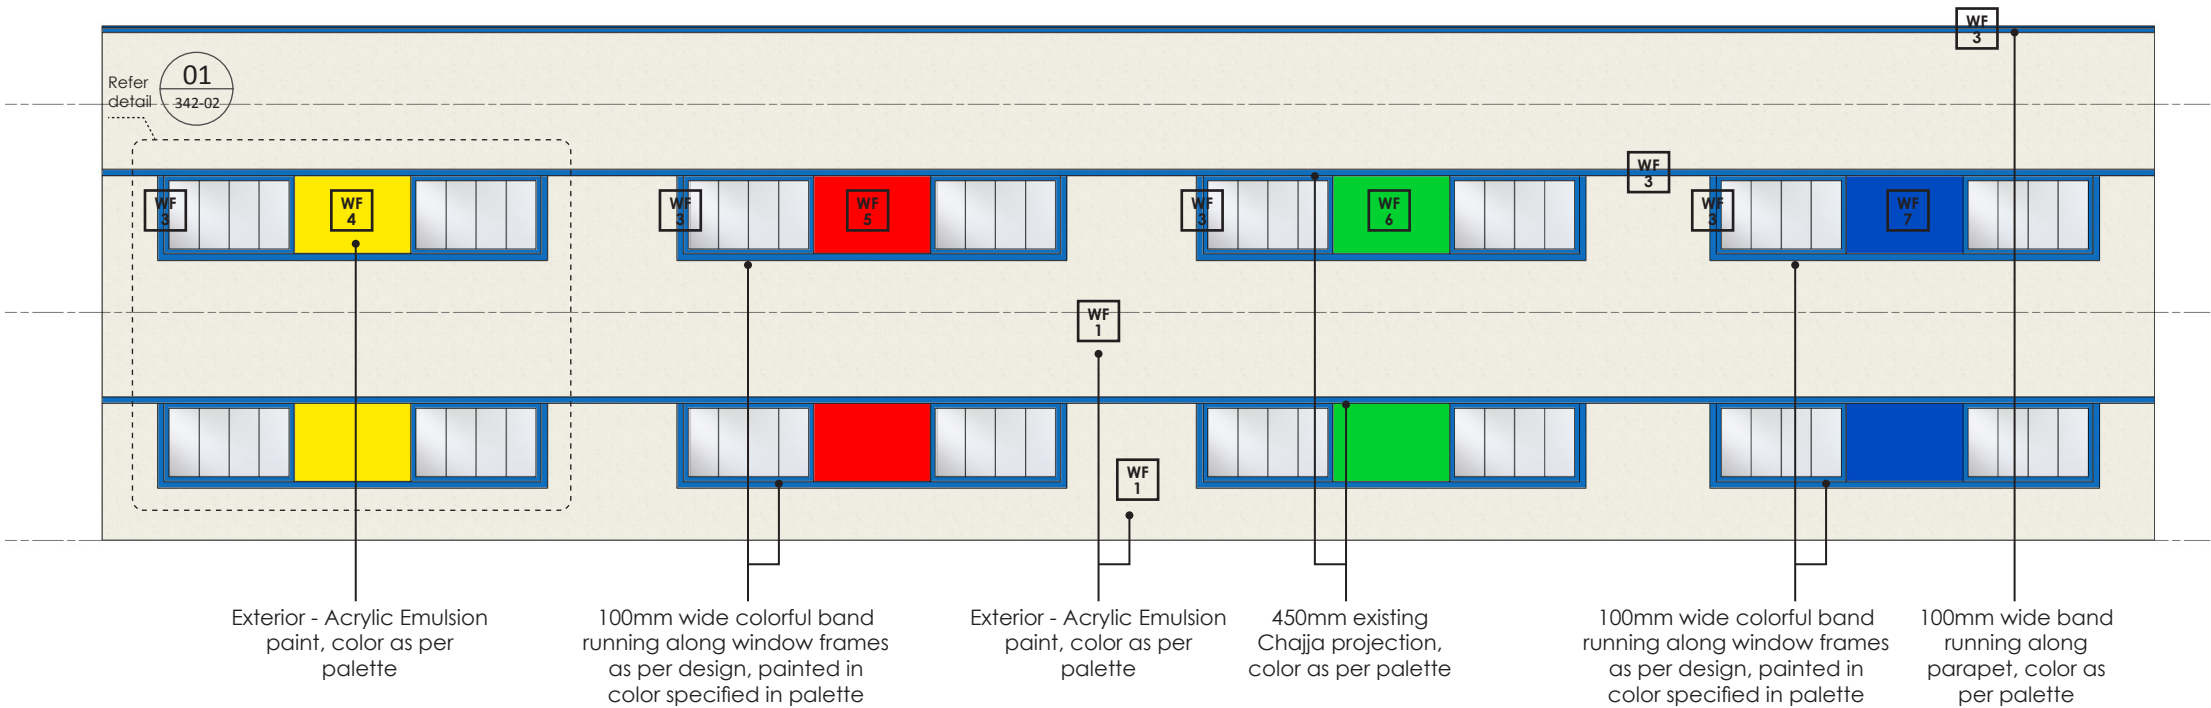 WF
3
01
342-02
Refer
detail
WF
3
WF
3
WF
4
WF
3
WF
5
WF
3
WF
6
WF
3
WF
7
WF
1
WF
1
Exterior - Acrylic Emulsion
paint, color as per
palette
100mm wide colorful band
running along window frames
as per design, painted in
color specified in palette
Exterior - Acrylic Emulsion
paint, color as per
palette
450mm existing
Chajja projection,
color as per palette
100mm wide colorful band
running along window frames
as per design, painted in
color specified in palette
100mm wide band
running along
parapet, color as
per palette